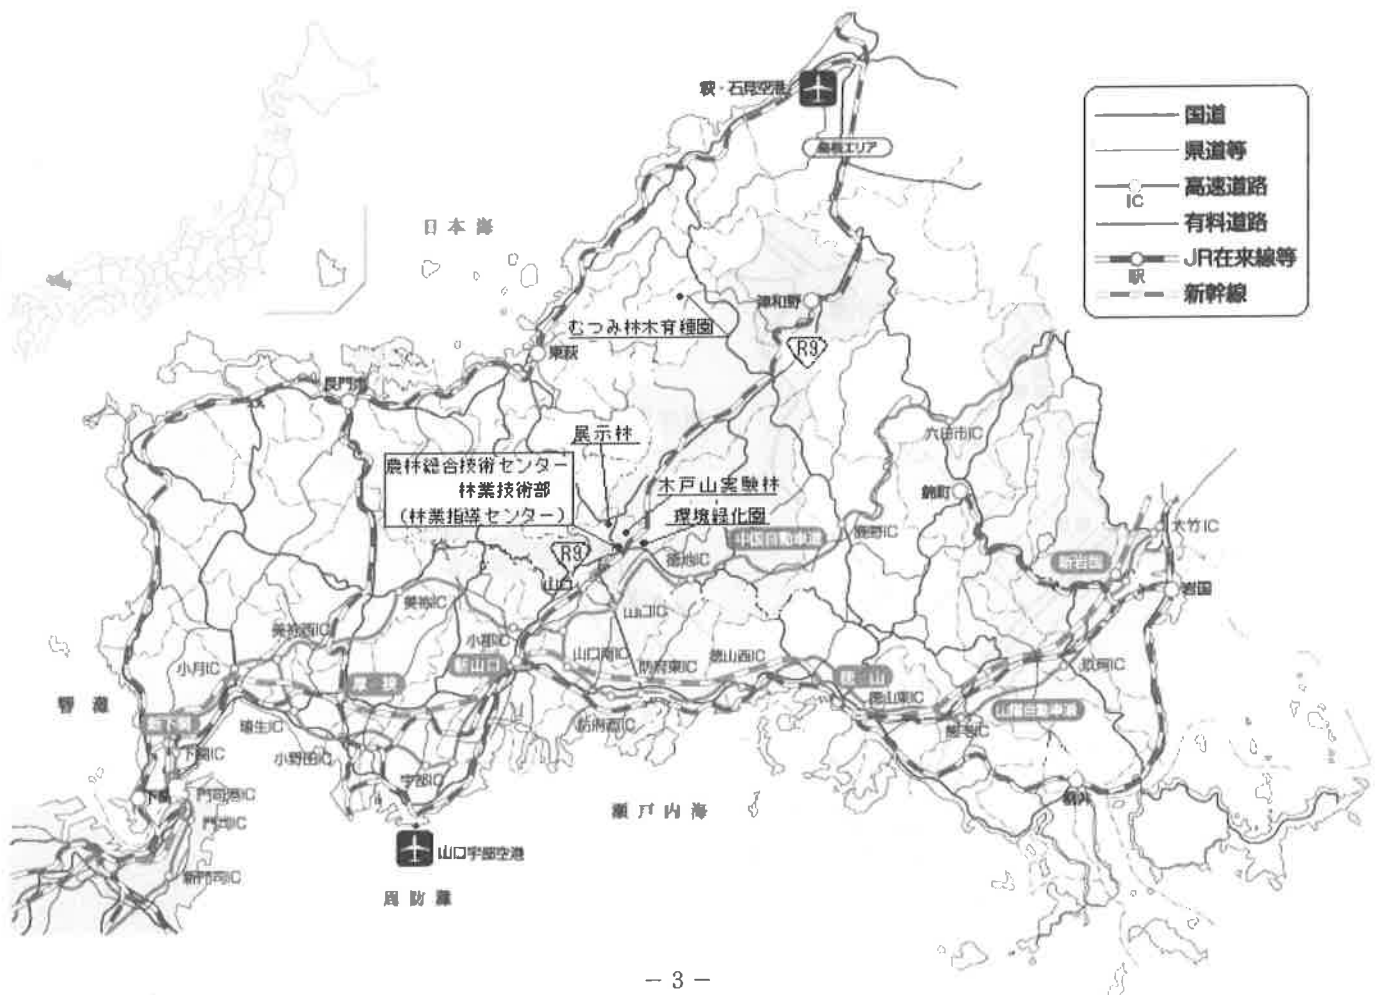 萩・石見空港
島根エリア
国道
県道等
高速道路
IC
有料道路
JR在来線等
駅
新幹線
日本海
むつみ林木育種園
津和野
R9
東萩
長門市
展示林
六日市IC
農林総合技術センター
林業技術部
(林業指導センター)
木戸山実験林
環境緑化園
錦町
中国自動車道
鹿野IC
大竹IC
R9
徳地IC
新岩国
山口
岩国
美祢IC
山口IC
美祢西IC
小郡IC
小月IC
新山口
山口南IC
防府東IC
徳山西IC
玖珂IC
厚狭
徳山
徳山東IC
響灘
新下関
埴生IC
防府西IC
山陽自動車道
熊毛IC
下関IC
小野田IC
宇部IC
下関
門司港IC
柳井
瀬戸内海
門司IC
山口宇部空港
新門司IC
周防灘
- 3 -